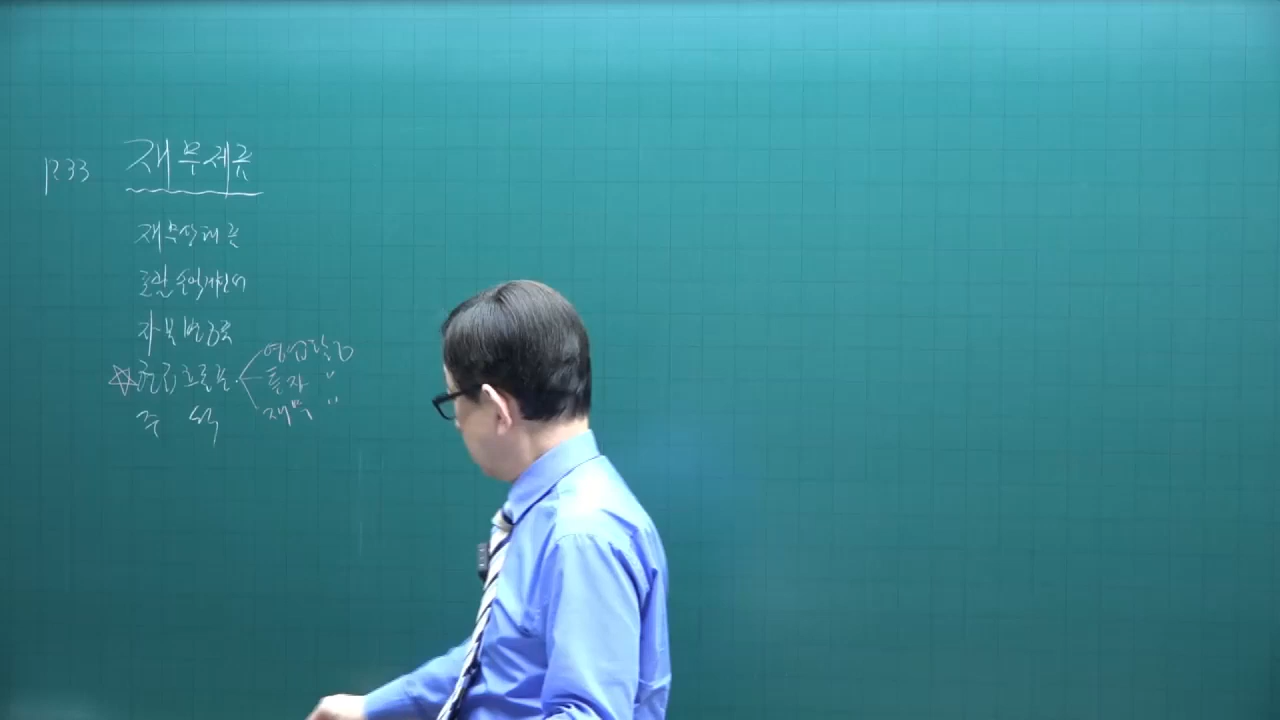 P.33 재무제표
재무상태표
포괄손익계산서
자본변동표
☆현금흐름표 영업활동
투자 〃
재무 〃
주석